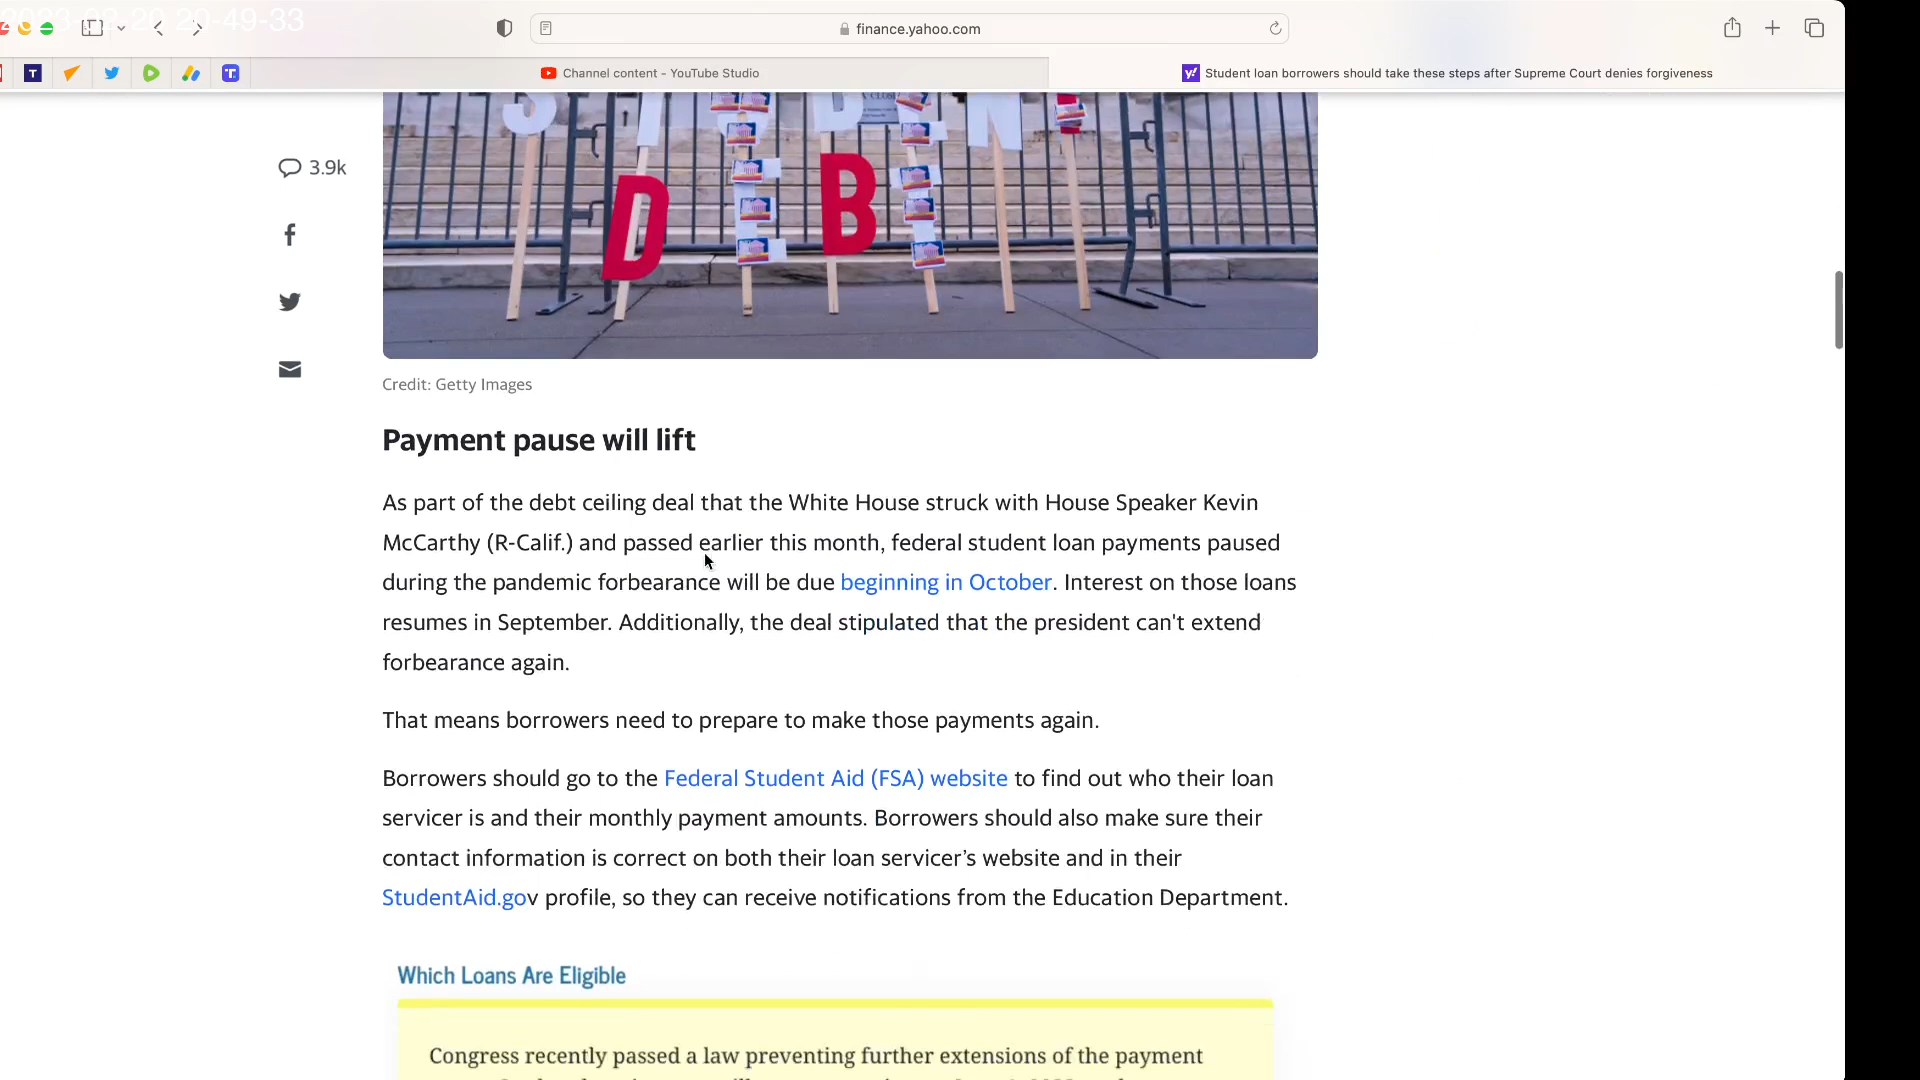 2023-02-20 20-49-33
finance.yahoo.com
T
T
Channel content - YouTube Studio
y! Student loan borrowers should take these steps after Supreme Court denies forgiveness
3.9k
DEBT
Credit: Getty Images
Payment pause will lift
As part of the debt ceiling deal that the White House struck with House Speaker Kevin
McCarthy (R-Calif.) and passed earlier this month, federal student loan payments paused
during the pandemic forbearance will be due beginning in October. Interest on those loans
resumes in September. Additionally, the deal stipulated that the president can't extend
forbearance again.
That means borrowers need to prepare to make those payments again.
Borrowers should go to the Federal Student Aid (FSA) website to find out who their loan
servicer is and their monthly payment amounts. Borrowers should also make sure their
contact information is correct on both their loan servicer’s website and in their
StudentAid.gov profile, so they can receive notifications from the Education Department.
Which Loans Are Eligible
Congress recently passed a law preventing further extensions of the payment